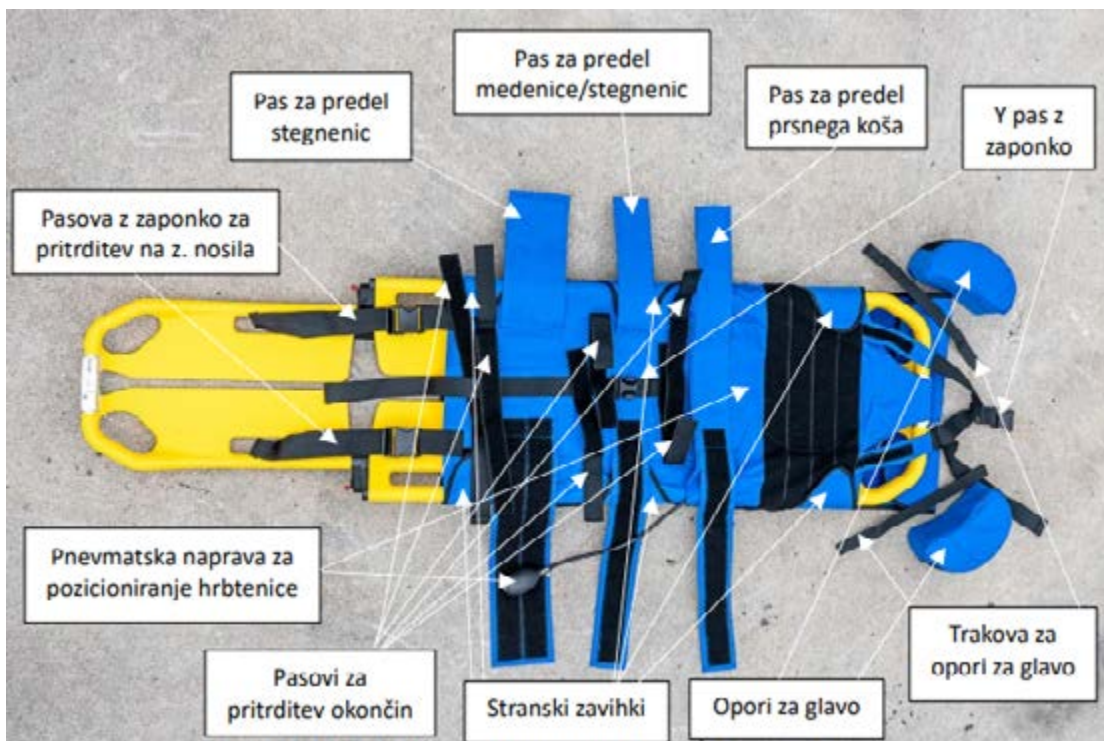 Pas za predel
medenice/stegnenic
Pas za predel
stegnenic
Pas za predel
prsnega koša
Y pas z
zaponko
Pasova z zaponko za
pritrditev na z. nosila
Pnevmatska naprava za
pozicioniranje hrbtenice
Pasovi za
pritrditev okončin
Stranski zavihki
Opori za glavo
Trakova za
opori za glavo